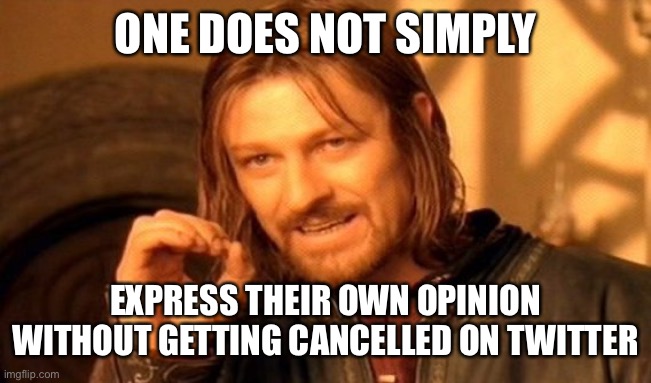 ONE DOES NOT SIMPLY
EXPRESS THEIR OWN OPINION
WITHOUT GETTING CANCELLED ON TWITTER
imgflip.com